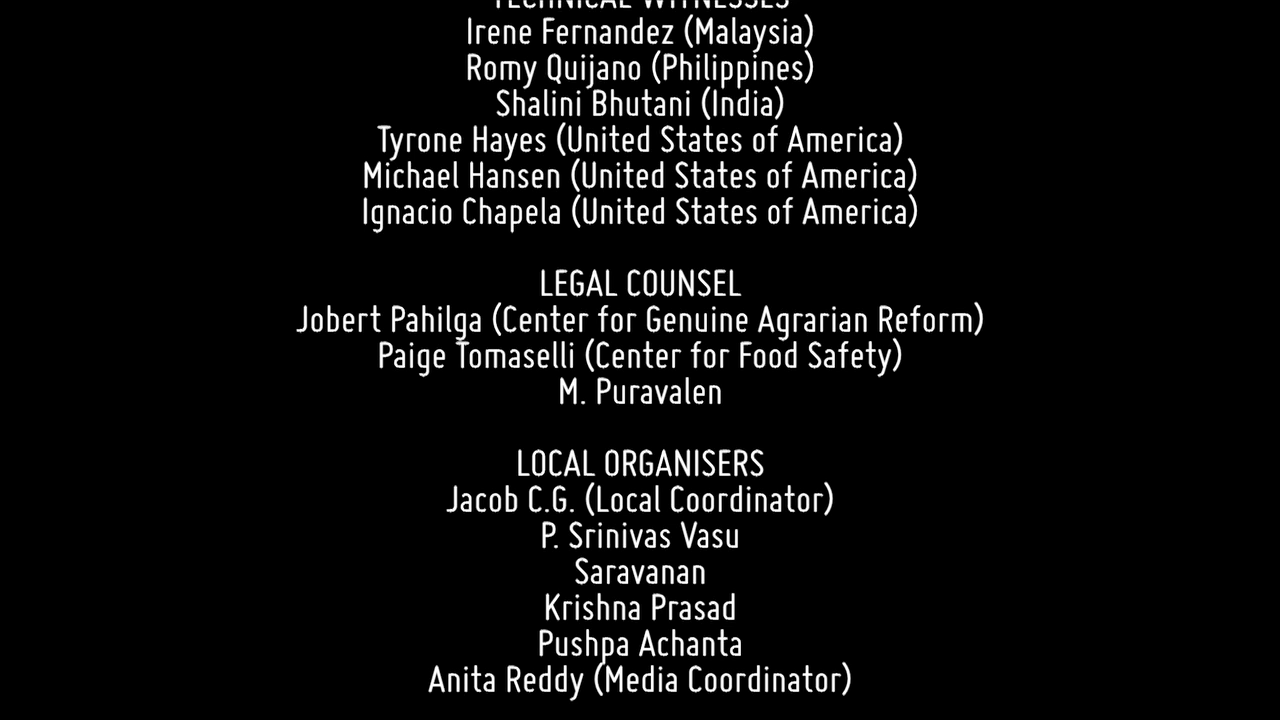 TECHNICAL WITNESSES
Irene Fernandez (Malaysia)
Romy Quijano (Philippines)
Shalini Bhutani (India)
Tyrone Hayes (United States of America)
Michael Hansen (United States of America)
Ignacio Chapela (United States of America)
LEGAL COUNSEL
Jobert Pahilga (Center for Genuine Agrarian Reform)
Paige Tomaselli (Center for Food Safety)
M. Puravalen
LOCAL ORGANISERS
Jacob C.G. (Local Coordinator)
P. Srinivas Vasu
Saravanan
Krishna Prasad
Pushpa Achanta
Anita Reddy (Media Coordinator)